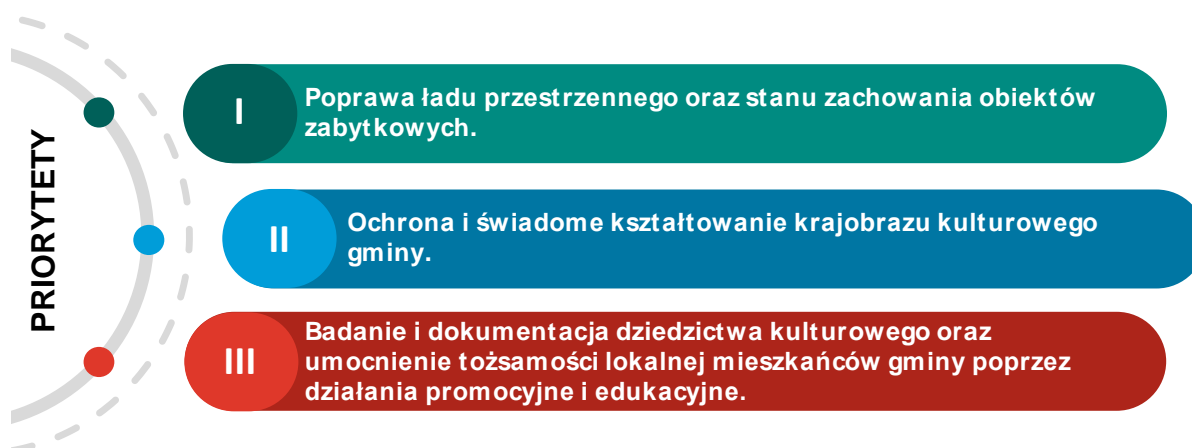 PRIORYTETY
I
Poprawa ładu przestrzennego oraz stanu zachowania obiektów
zabytkowych.
II
Ochrona i świadome kształtowanie krajobrazu kulturowego
gminy.
III
Badanie i dokumentacja dziedzictwa kulturowego oraz
umocnienie tożsamości lokalnej mieszkańców gminy poprzez
działania promocyjne i edukacyjne.